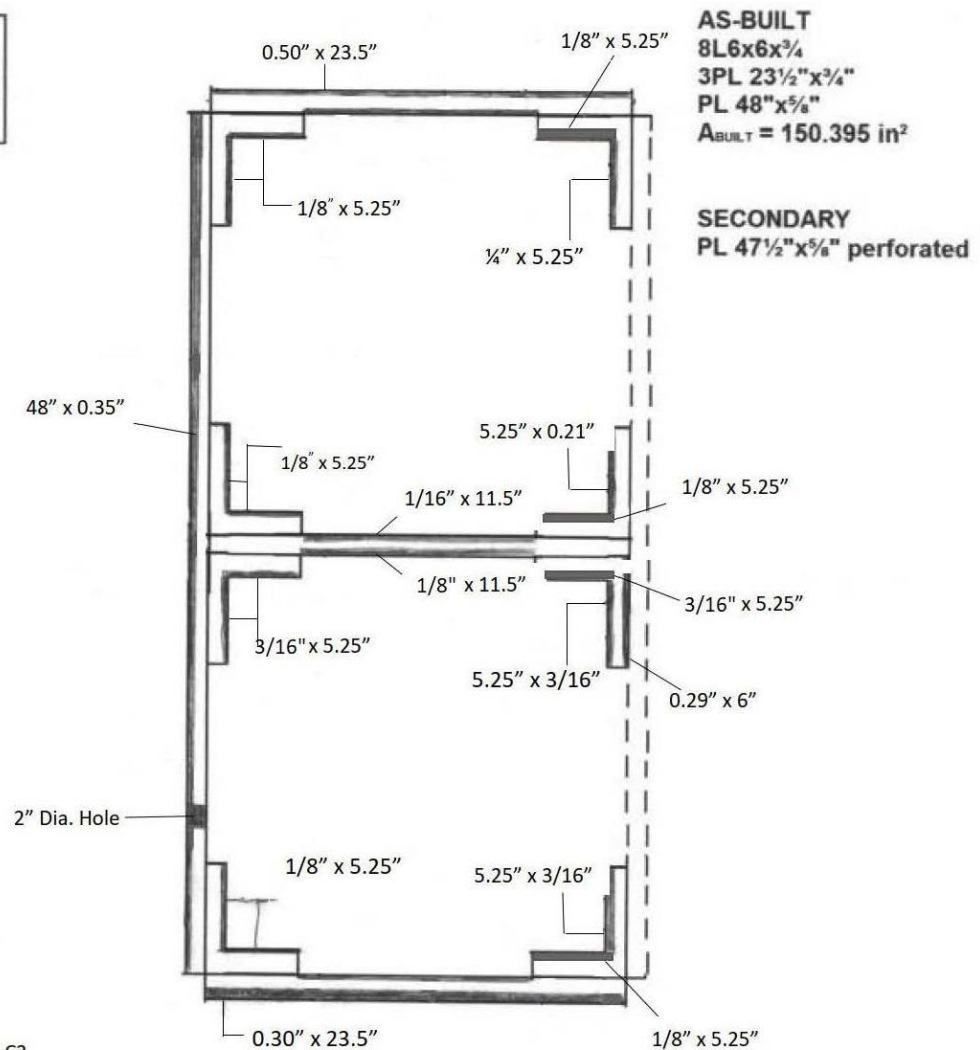 AS-BUILT
8L6x6x¾
3PL 23½"x¾"
PL 48"x⅝"
ABUILT = 150.395 in²
SECONDARY
PL 47½"x⅝" perforated
0.50” x 23.5”
1/8” x 5.25”
1/8” x 5.25”
¼” x 5.25”
48” x 0.35”
5.25” x 0.21”
1/8” x 5.25”
1/8” x 5.25”
1/16” x 11.5”
1/8" x 11.5”
3/16" x 5.25”
3/16" x 5.25”
5.25” x 3/16”
0.29” x 6”
2” Dia. Hole
1/8” x 5.25”
5.25” x 3/16”
0.30” x 23.5”
1/8” x 5.25”